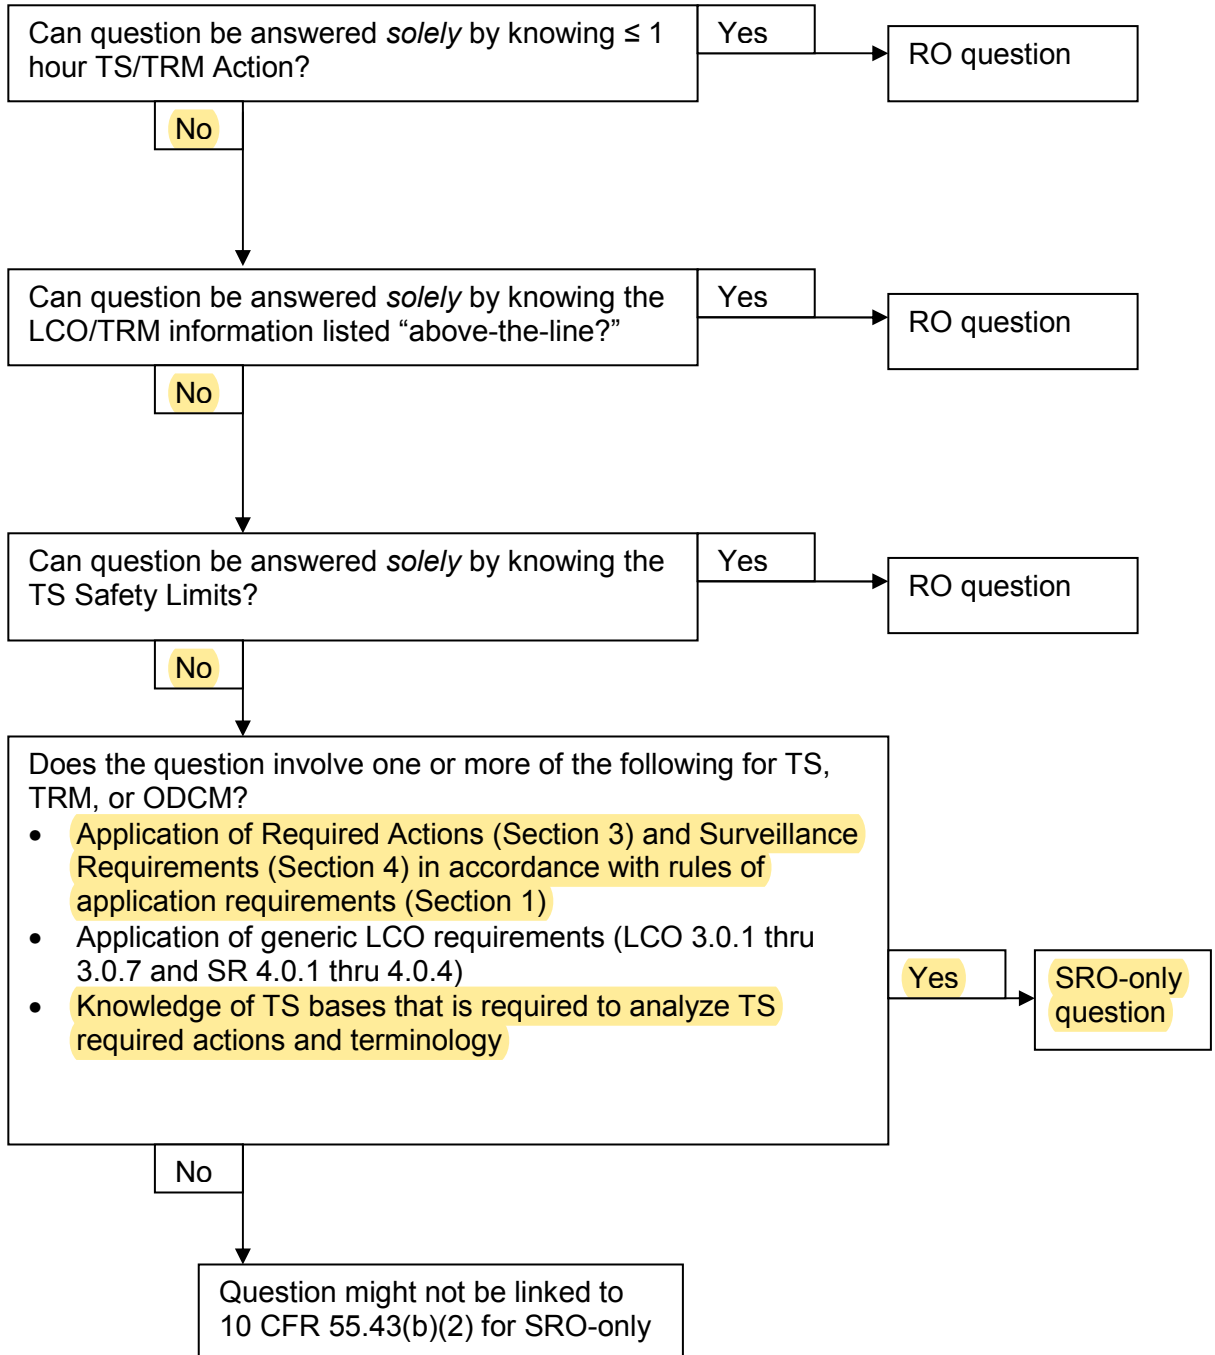 Can question be answered solely by knowing ≤ 1
hour TS/TRM Action?
Yes
RO question
No
Can question be answered solely by knowing the
LCO/TRM information listed “above-the-line?”
Yes
RO question
No
Can question be answered solely by knowing the
TS Safety Limits?
Yes
RO question
No
Does the question involve one or more of the following for TS,
TRM, or ODCM?
• Application of Required Actions (Section 3) and Surveillance
Requirements (Section 4) in accordance with rules of
application requirements (Section 1)
• Application of generic LCO requirements (LCO 3.0.1 thru
3.0.7 and SR 4.0.1 thru 4.0.4)
• Knowledge of TS bases that is required to analyze TS
required actions and terminology
Yes
SRO-only
question
No
Question might not be linked to
10 CFR 55.43(b)(2) for SRO-only